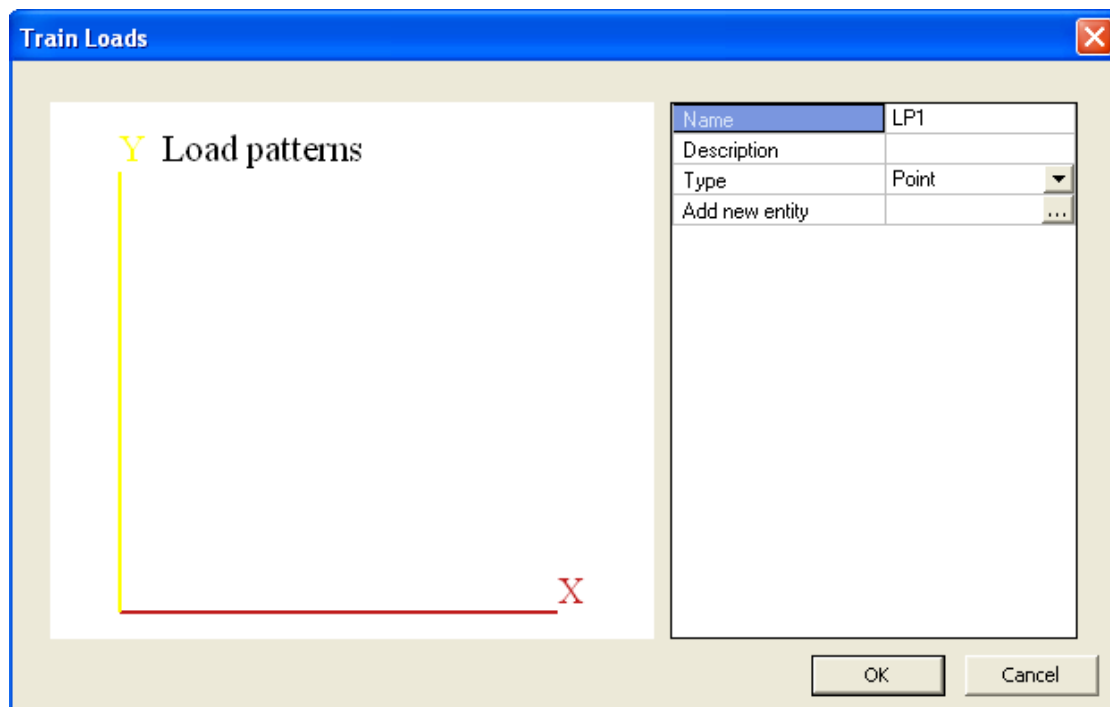 Train Loads
Y Load patterns
X
Name LP1
Description
Type Point
Add new entity ...
OK Cancel